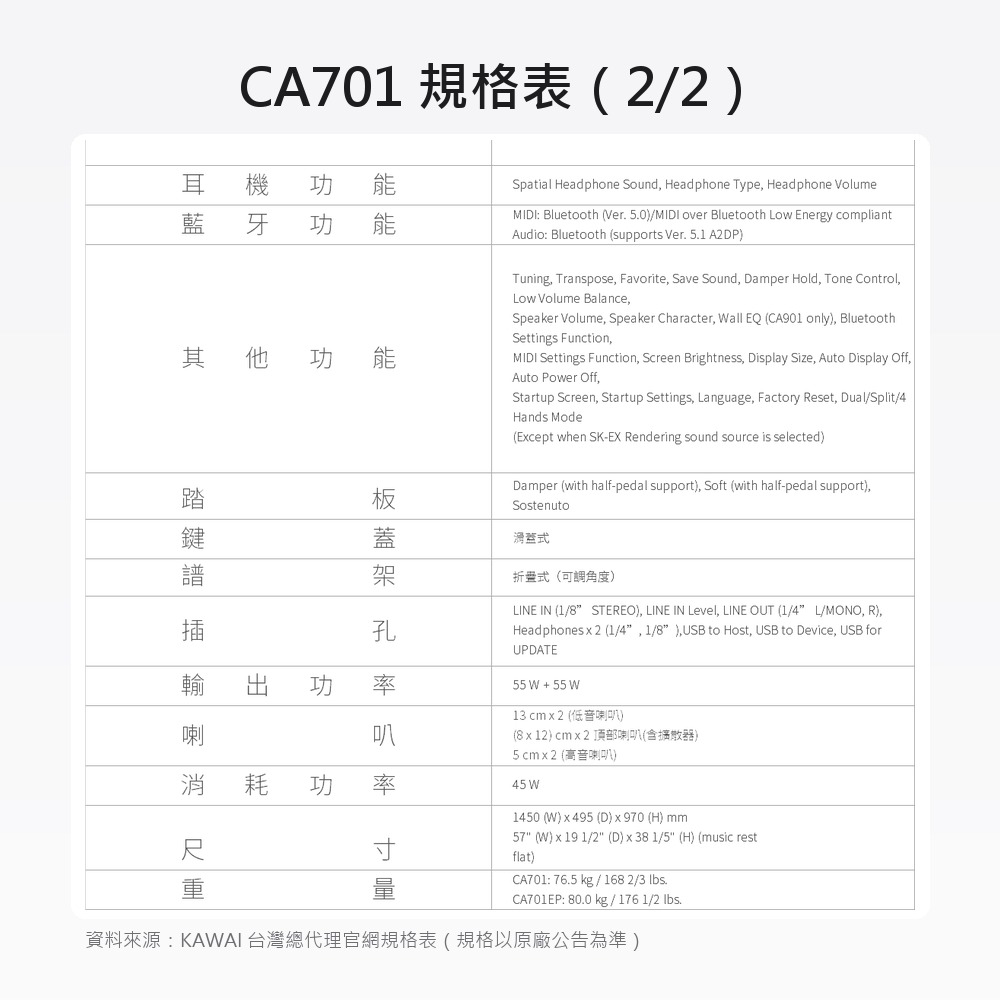 CA701 規格表 ( 2/2 )
耳機功能
Spatial Headphone Sound, Headphone Type, Headphone Volume
藍牙功能
MIDI: Bluetooth (Ver. 5.0)/MIDI over Bluetooth Low Energy compliant
Audio: Bluetooth (supports Ver. 5.1 A2DP)
其他功能
Tuning, Transpose, Favorite, Save Sound, Damper Hold, Tone Control,
Low Volume Balance,
Speaker Volume, Speaker Character, Wall EQ (CA901 only), Bluetooth
Settings Function,
MIDI Settings Function, Screen Brightness, Display Size, Auto Display Off,
Auto Power Off,
Startup Screen, Startup Settings, Language, Factory Reset, Dual/Split/4
Hands Mode
(Except when SK-EX Rendering sound source is selected)
踏板
Damper (with half-pedal support), Soft (with half-pedal support),
Sostenuto
鍵蓋
滑蓋式
譜架
折疊式（可調角度）
插孔
LINE IN (1/8” STEREO), LINE IN Level, LINE OUT (1/4” L/MONO, R),
Headphones x 2 (1/4”, 1/8”),USB to Host, USB to Device, USB for
UPDATE
輸出功率
55 W + 55 W
喇叭
13 cm x 2 (低音喇叭)
(8 x 12) cm x 2 頂部喇叭(含擴散器)
5 cm x 2 (高音喇叭)
消耗功率
45 W
尺寸
1450 (W) x 495 (D) x 970 (H) mm
57" (W) x 19 1/2" (D) x 38 1/5" (H) (music rest
flat)
重量
CA701: 76.5 kg / 168 2/3 lbs.
CA701EP: 80.0 kg / 176 1/2 lbs.
資料來源：KAWAI 台灣總代理官網規格表 ( 規格以原廠公告為準 )